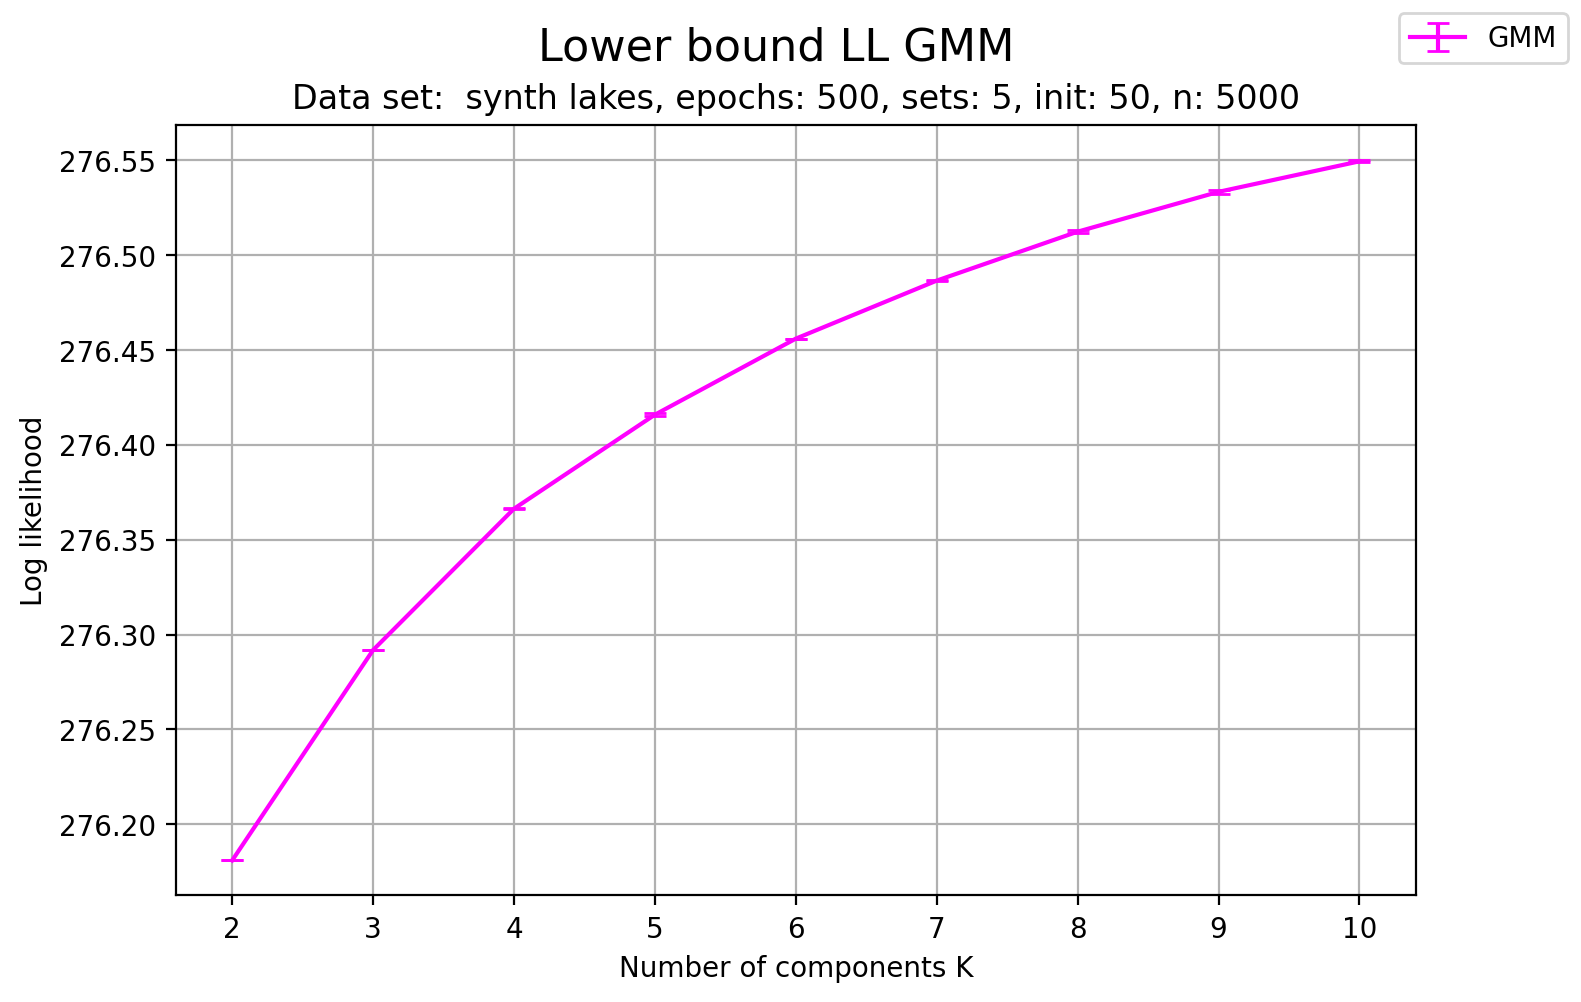 Lower bound LL GMM
GMM
Data set:  synth lakes, epochs: 500, sets: 5, init: 50, n: 5000
276.55
276.50
276.45
276.40
276.35
276.30
276.25
276.20
Log likelihood
2 3 4 5 6 7 8 9 10
Number of components K